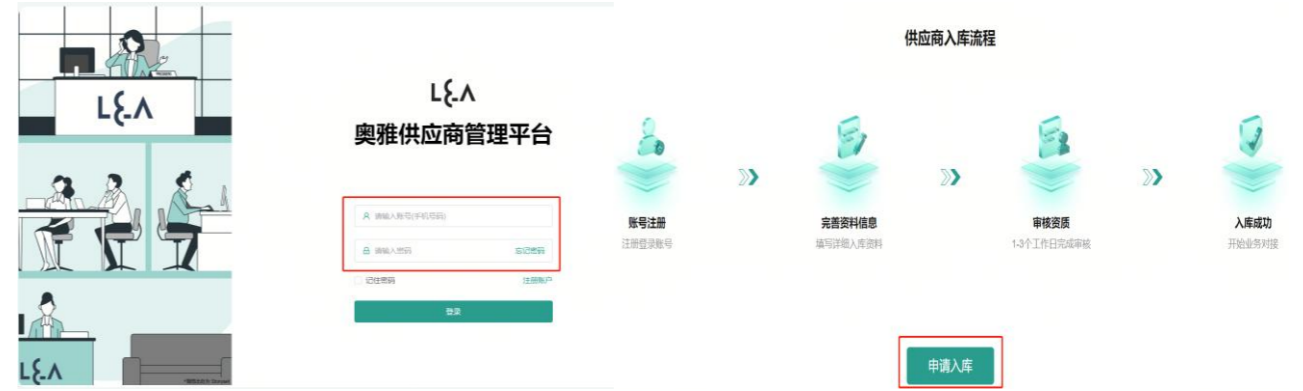 L&A
L&A
奥雅供应商管理平台
请输入账号(手机号码)
请输入密码
忘记密码
记住密码
注册账户
登录
L&A
供应商入库流程
账号注册
注册登录账号
完善资料信息
填写详细入库资料
审核资质
1-3个工作日完成审核
入库成功
开始业务对接
申请入库